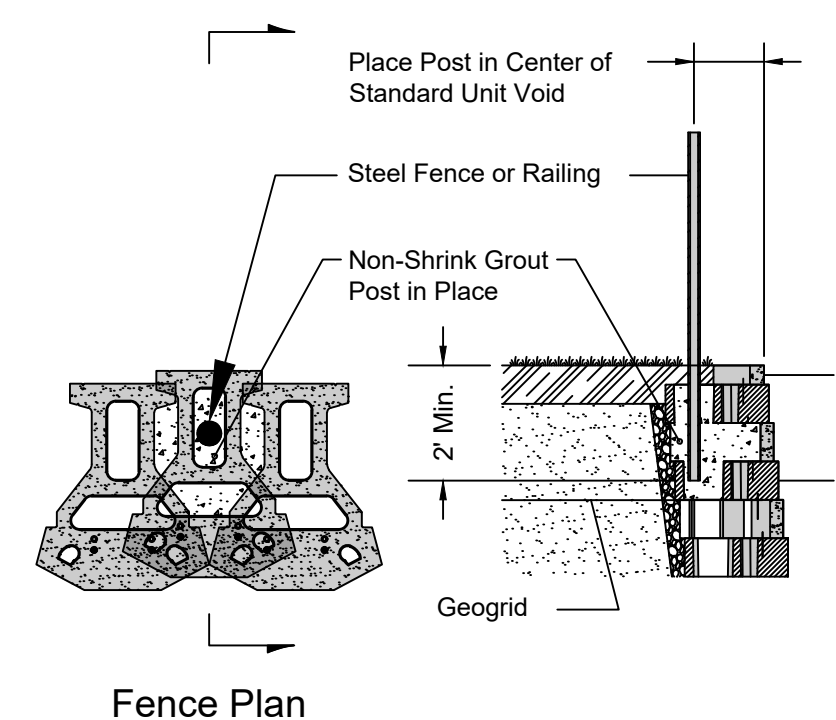 Place Post in Center of
Standard Unit Void
Steel Fence or Railing
Non-Shrink Grout
Post in Place
2' Min.
Geogrid
Fence Plan